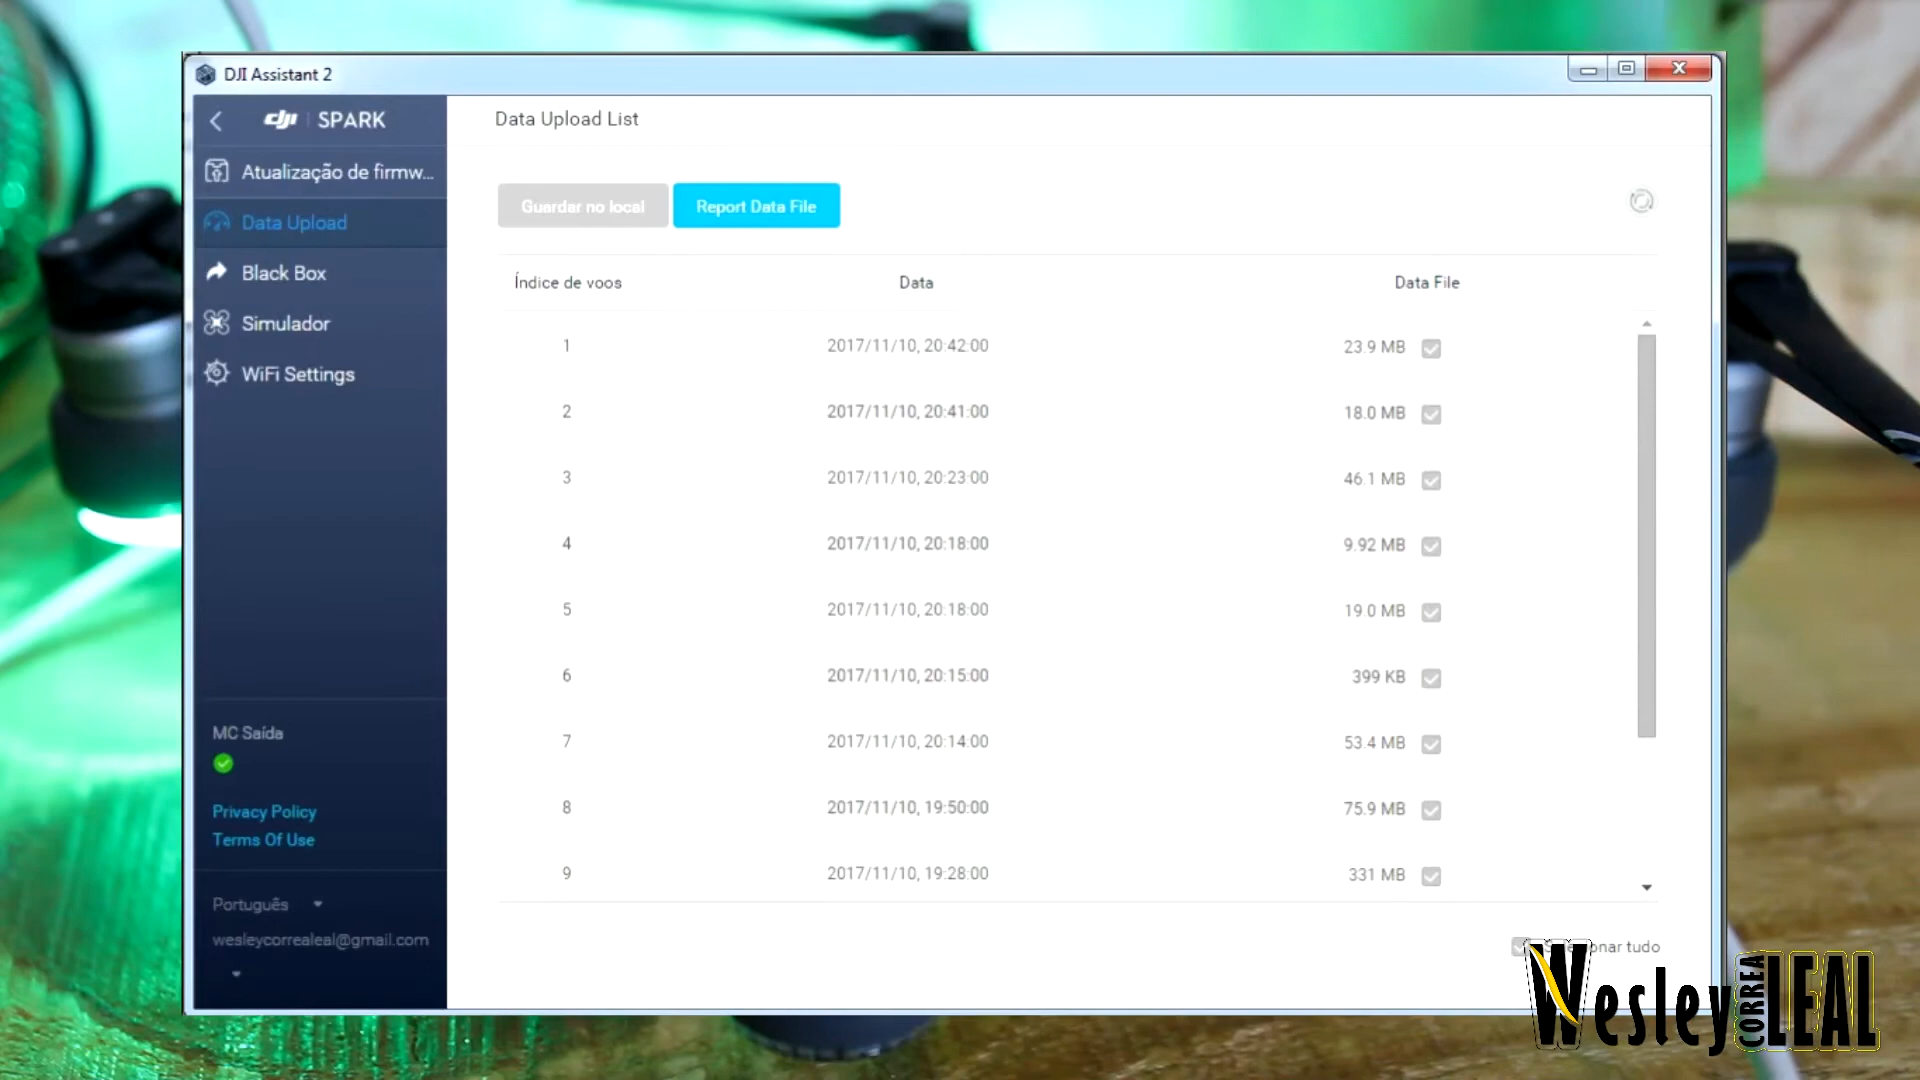 DJI Assistant 2
dji SPARK
Atualização de firmw...
Data Upload
Black Box
Simulador
WiFi Settings
MC Saída
Privacy Policy
Terms Of Use
Português
wesleycorrealeal@gmail.com
Data Upload List
Guardar no local Report Data File
Índice de voos Data Data File
1 2017/11/10, 20:42:00 23.9 MB
2 2017/11/10, 20:41:00 18.0 MB
3 2017/11/10, 20:23:00 46.1 MB
4 2017/11/10, 20:18:00 9.92 MB
5 2017/11/10, 20:18:00 19.0 MB
6 2017/11/10, 20:15:00 399 KB
7 2017/11/10, 20:14:00 53.4 MB
8 2017/11/10, 19:50:00 75.9 MB
9 2017/11/10, 19:28:00 331 MB
tudo
Wesley CORREA LEAL